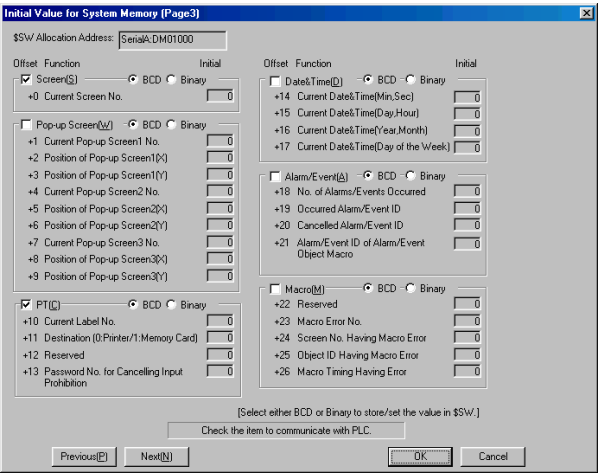 Initial Value for System Memory (Page3)
$SW Allocation Address: SerialA:DM01000
Offset Function Initial
Screen(S) BCD Binary
+0 Current Screen No. 0
Pop-up Screen(W) BCD Binary
+1 Current Pop-up Screen1 No. 0
+2 Position of Pop-up Screen1(X) 0
+3 Position of Pop-up Screen1(Y) 0
+4 Current Pop-up Screen2 No. 0
+5 Position of Pop-up Screen2(X) 0
+6 Position of Pop-up Screen2(Y) 0
+7 Current Pop-up Screen3 No. 0
+8 Position of Pop-up Screen3(X) 0
+9 Position of Pop-up Screen3(Y) 0
PT(C) BCD Binary
+10 Current Label No. 0
+11 Destination (0:Printer/1:Memory Card) 0
+12 Reserved 0
+13 Password No. for Cancelling Input 0
Prohibition
Offset Function Initial
Date&Time(D) BCD Binary
+14 Current Date&Time(Min,Sec) 0
+15 Current Date&Time(Day,Hour) 0
+16 Current Date&Time(Year,Month) 0
+17 Current Date&Time(Day of the Week) 0
Alarm/Event(A) BCD Binary
+18 No. of Alarms/Events Occurred 0
+19 Occurred Alarm/Event ID 0
+20 Cancelled Alarm/Event ID 0
+21 Alarm/Event ID of Alarm/Event 0
Object Macro
Macro(M) BCD Binary
+22 Reserved 0
+23 Macro Error No. 0
+24 Screen No. Having Macro Error 0
+25 Object ID Having Macro Error 0
+26 Macro Timing Having Error 0
[Select either BCD or Binary to store/set the value in $SW.]
Check the item to communicate with PLC.
Previous(P) Next(N) OK Cancel